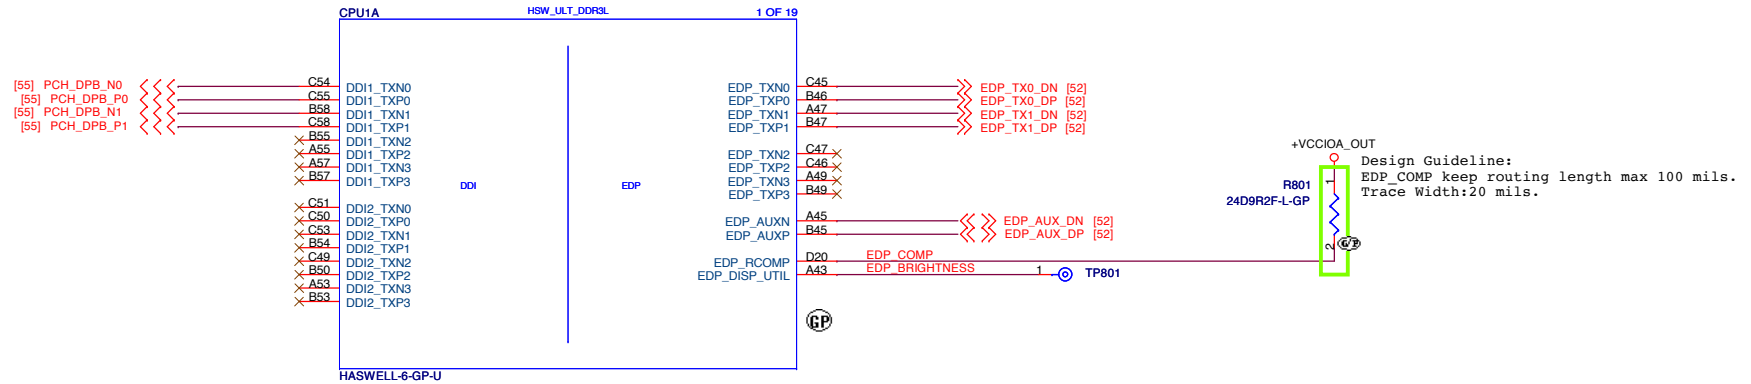 CPU1A HSW_ULT_DDR3L 1 OF 19
[55] PCH_DPB_N0 C54 DDI1_TXN0 EDP_TXN0 C45 EDP_TX0_DN [52]
[55] PCH_DPB_P0 C55 DDI1_TXP0 EDP_TXP0 B46 EDP_TX0_DP [52]
[55] PCH_DPB_N1 B58 DDI1_TXN1 EDP_TXN1 A47 EDP_TX1_DN [52]
[55] PCH_DPB_P1 C58 DDI1_TXP1 EDP_TXP1 B47 EDP_TX1_DP [52]
B55 DDI1_TXN2
A55 DDI1_TXP2 EDP_TXN2 C47
A57 DDI1_TXN3 EDP_TXP2 C46
B57 DDI1_TXP3 EDP_TXN3 A49
EDP_TXP3 B49
DDI EDP
C51 DDI2_TXN0
C50 DDI2_TXP0 EDP_AUXN A45 EDP_AUX_DN [52]
C53 DDI2_TXN1 EDP_AUXP B45 EDP_AUX_DP [52]
B54 DDI2_TXP1
C49 DDI2_TXN2 EDP_RCOMP D20 EDP_COMP
B50 DDI2_TXP2 EDP_DISP_UTIL A43 EDP_BRIGHTNESS 1 TP801
A53 DDI2_TXN3
B53 DDI2_TXP3
GP
HASWELL-6-GP-U
+VCCIOA_OUT
R801
24D9R2F-L-GP
1
2
GP
Design Guideline:
EDP_COMP keep routing length max 100 mils.
Trace Width:20 mils.